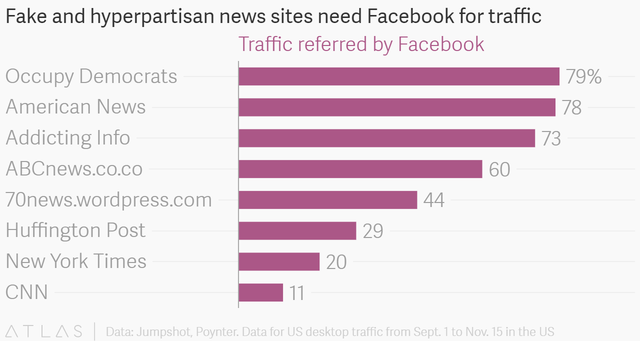 Fake and hyperpartisan news sites need Facebook for traffic
Traffic referred by Facebook
Occupy Democrats 79%
American News 78
Addicting Info 73
ABCnews.co.co 60
70news.wordpress.com 44
Huffington Post 29
New York Times 20
CNN 11
ATLAS | Data: Jumpshot, Poynter. Data for US desktop traffic from Sept. 1 to Nov. 15 in the US